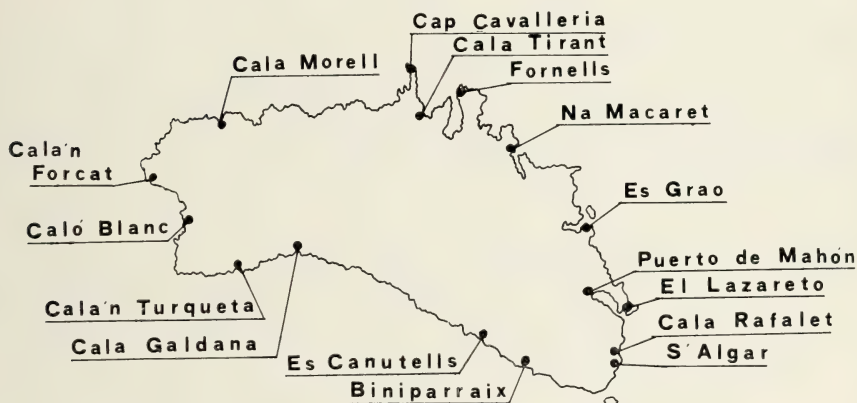 Cap Cavalleria
Cala Tirant
Cala Morell
Fornells
Na Macaret
Cala'n
Forcat
Es Grao
Caló Blanc
Puerto de Mahón
El Lazareto
Cala'n Turqueta
Cala Rafalet
Cala Galdana
S'Algar
Es Canutells
Biniparraix